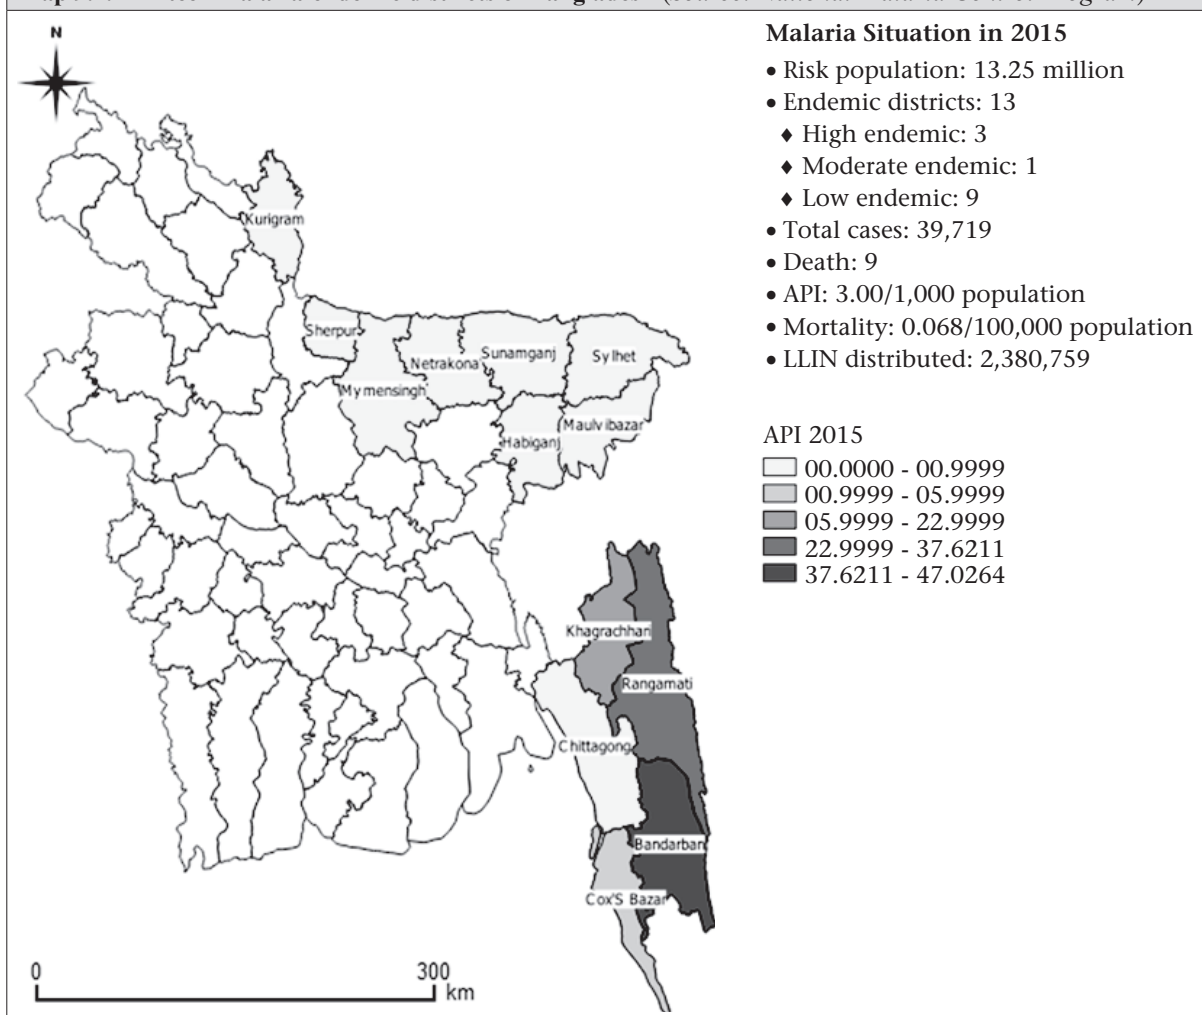 Malaria Situation in 2015
• Risk population: 13.25 million
• Endemic districts: 13
♦ High endemic: 3
♦ Moderate endemic: 1
♦ Low endemic: 9
• Total cases: 39,719
• Death: 9
• API: 3.00/1,000 population
• Mortality: 0.068/100,000 population
• LLIN distributed: 2,380,759
API 2015
00.0000 - 00.9999
00.9999 - 05.9999
05.9999 - 22.9999
22.9999 - 37.6211
37.6211 - 47.0264
N
Kurigram
Sherpur
Mymensingh
Netrakona
Sunamganj
Sylhet
Habiganj
Maulvibazar
Khagrachhari
Rangamati
Chittagong
Bandarban
Cox'S Bazar
0 300
km